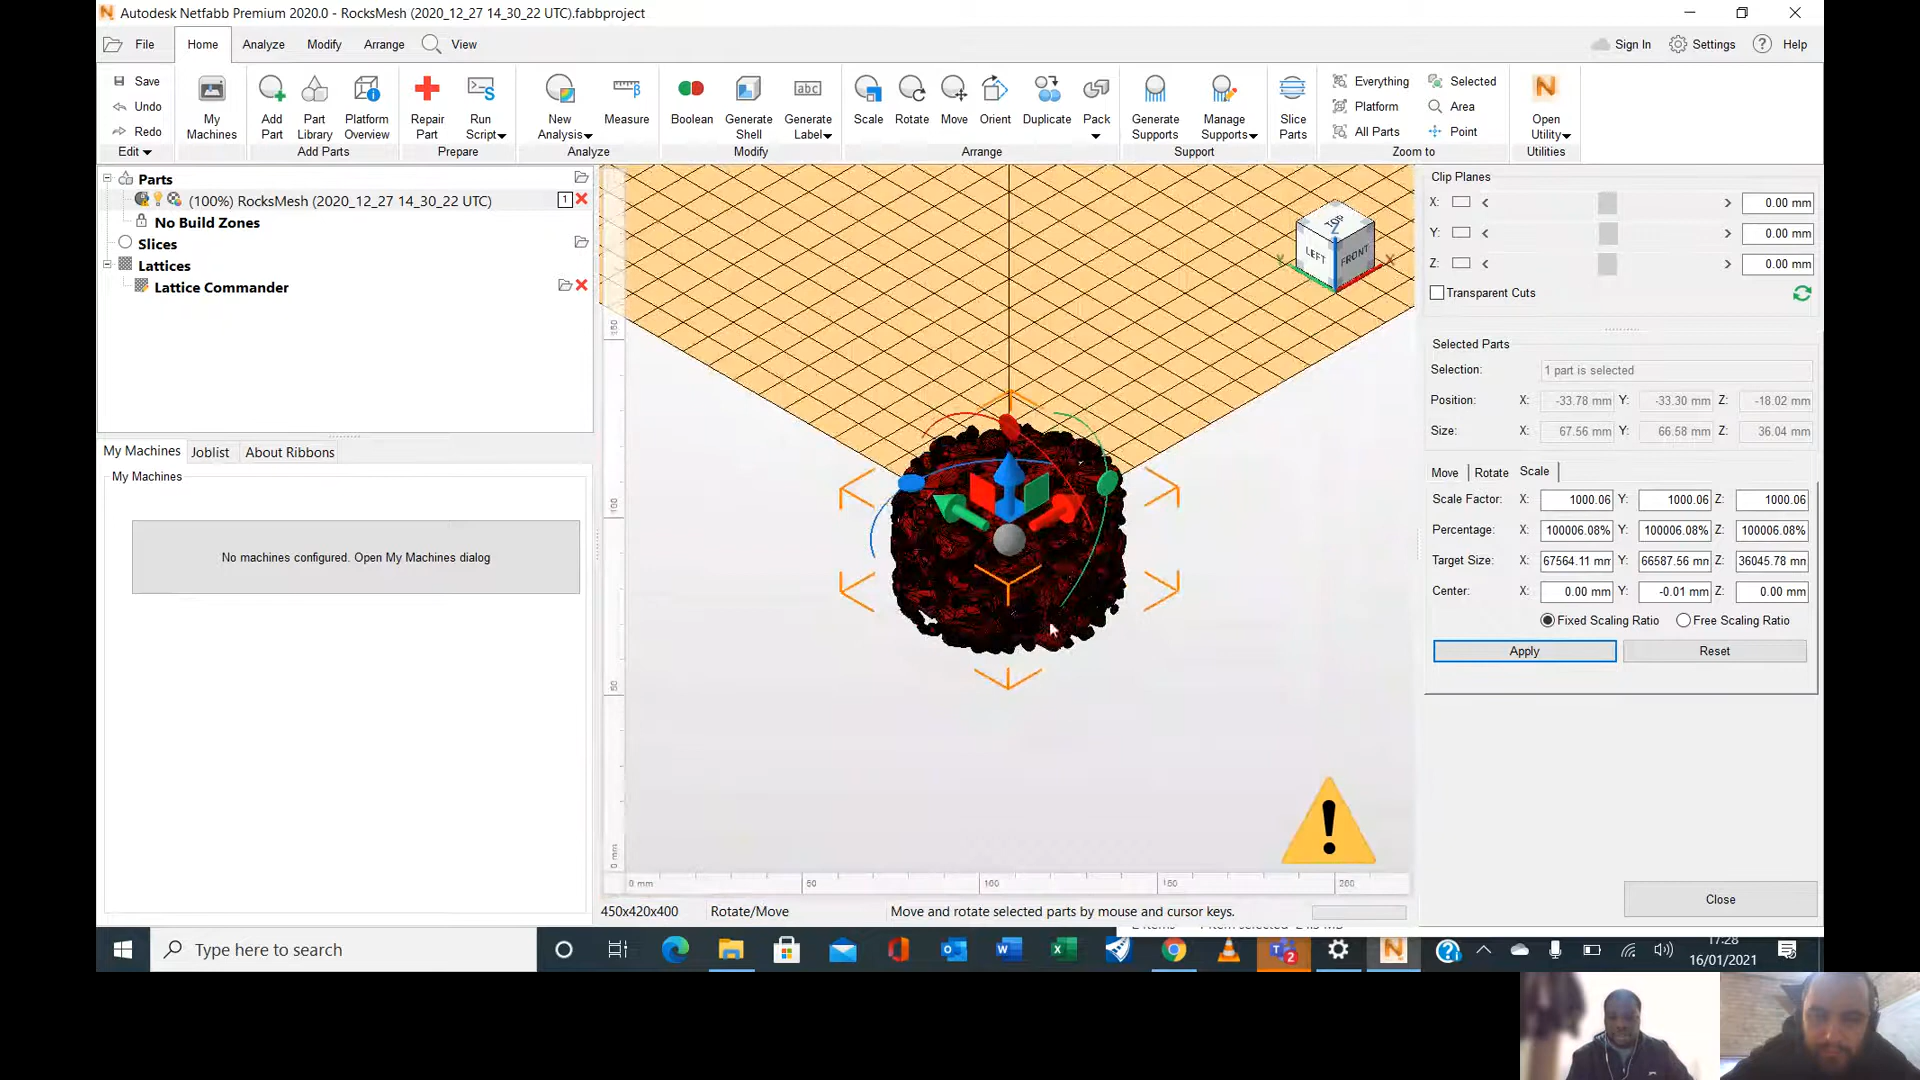 Autodesk Netfabb Premium 2020.0 - RocksMesh (2020_12_27 14_30_22 UTC).fabbproject
File Home Analyze Modify Arrange View Sign In Settings Help
Save Undo Redo Edit
My Machines
Add Part Part Library Platform Overview Add Parts
Repair Part Run Script Prepare
New Analysis Measure Analyze
Boolean Generate Shell abc Generate Label Modify
Scale Rotate Move Orient Duplicate Pack Arrange
Generate Supports Manage Supports Support
Slice Parts
Everything Selected
Platform Area
All Parts Point
Zoom to
Open Utility Utilities
Parts
(100%) RocksMesh (2020_12_27 14_30_22 UTC) 1
No Build Zones
Slices
Lattices
Lattice Commander
My Machines Joblist About Ribbons
My Machines
No machines configured. Open My Machines dialog
TOP
LEFT FRONT
Z
X
Y
150
100
50
0 mm
0 mm 50 100 150 200
450x420x400 Rotate/Move Move and rotate selected parts by mouse and cursor keys.
Clip Planes
X: 0.00 mm
Y: 0.00 mm
Z: 0.00 mm
Transparent Cuts
Selected Parts
Selection: 1 part is selected
Position: X: -33.78 mm Y: -33.30 mm Z: -18.02 mm
Size: X: 67.56 mm Y: 66.58 mm Z: 36.04 mm
Move Rotate Scale
Scale Factor: X: 1000.06 Y: 1000.06 Z: 1000.06
Percentage: X: 100006.08% Y: 100006.08% Z: 100006.08%
Target Size: X: 67564.11 mm Y: 66587.56 mm Z: 36045.78 mm
Center: X: 0.00 mm Y: -0.01 mm Z: 0.00 mm
Fixed Scaling Ratio Free Scaling Ratio
Apply Reset
Close
Type here to search
2
17:28
16/01/2021